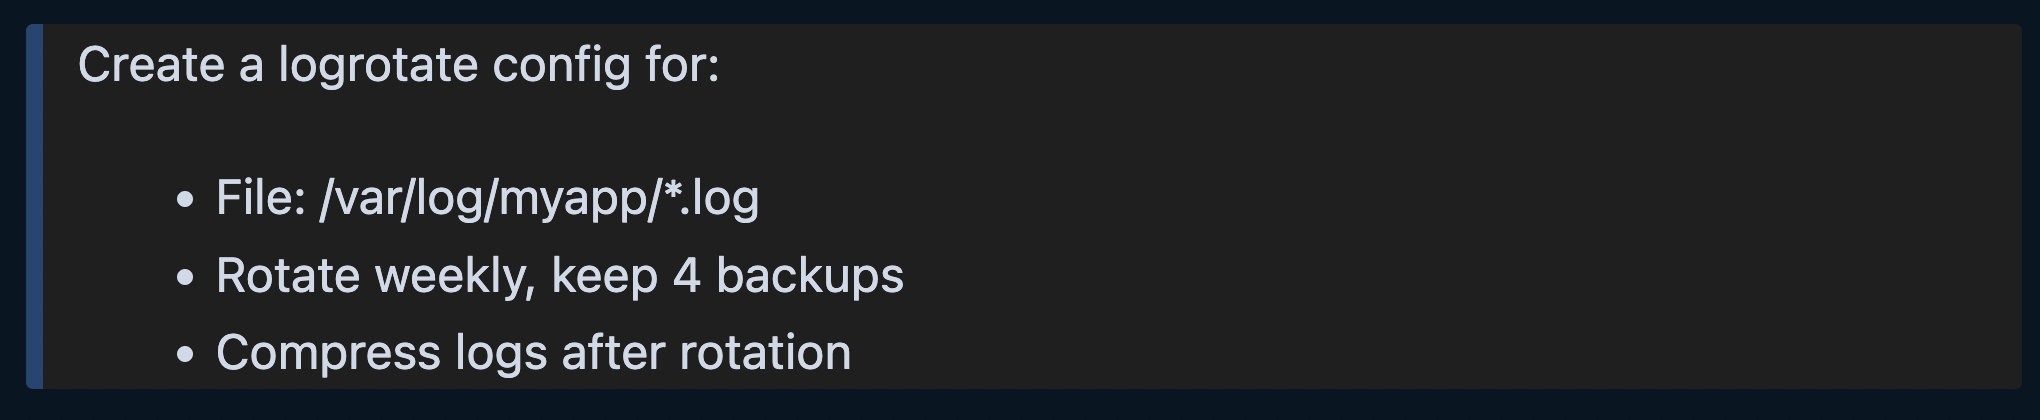 Create a logrotate config for:
• File: /var/log/myapp/*.log
• Rotate weekly, keep 4 backups
• Compress logs after rotation